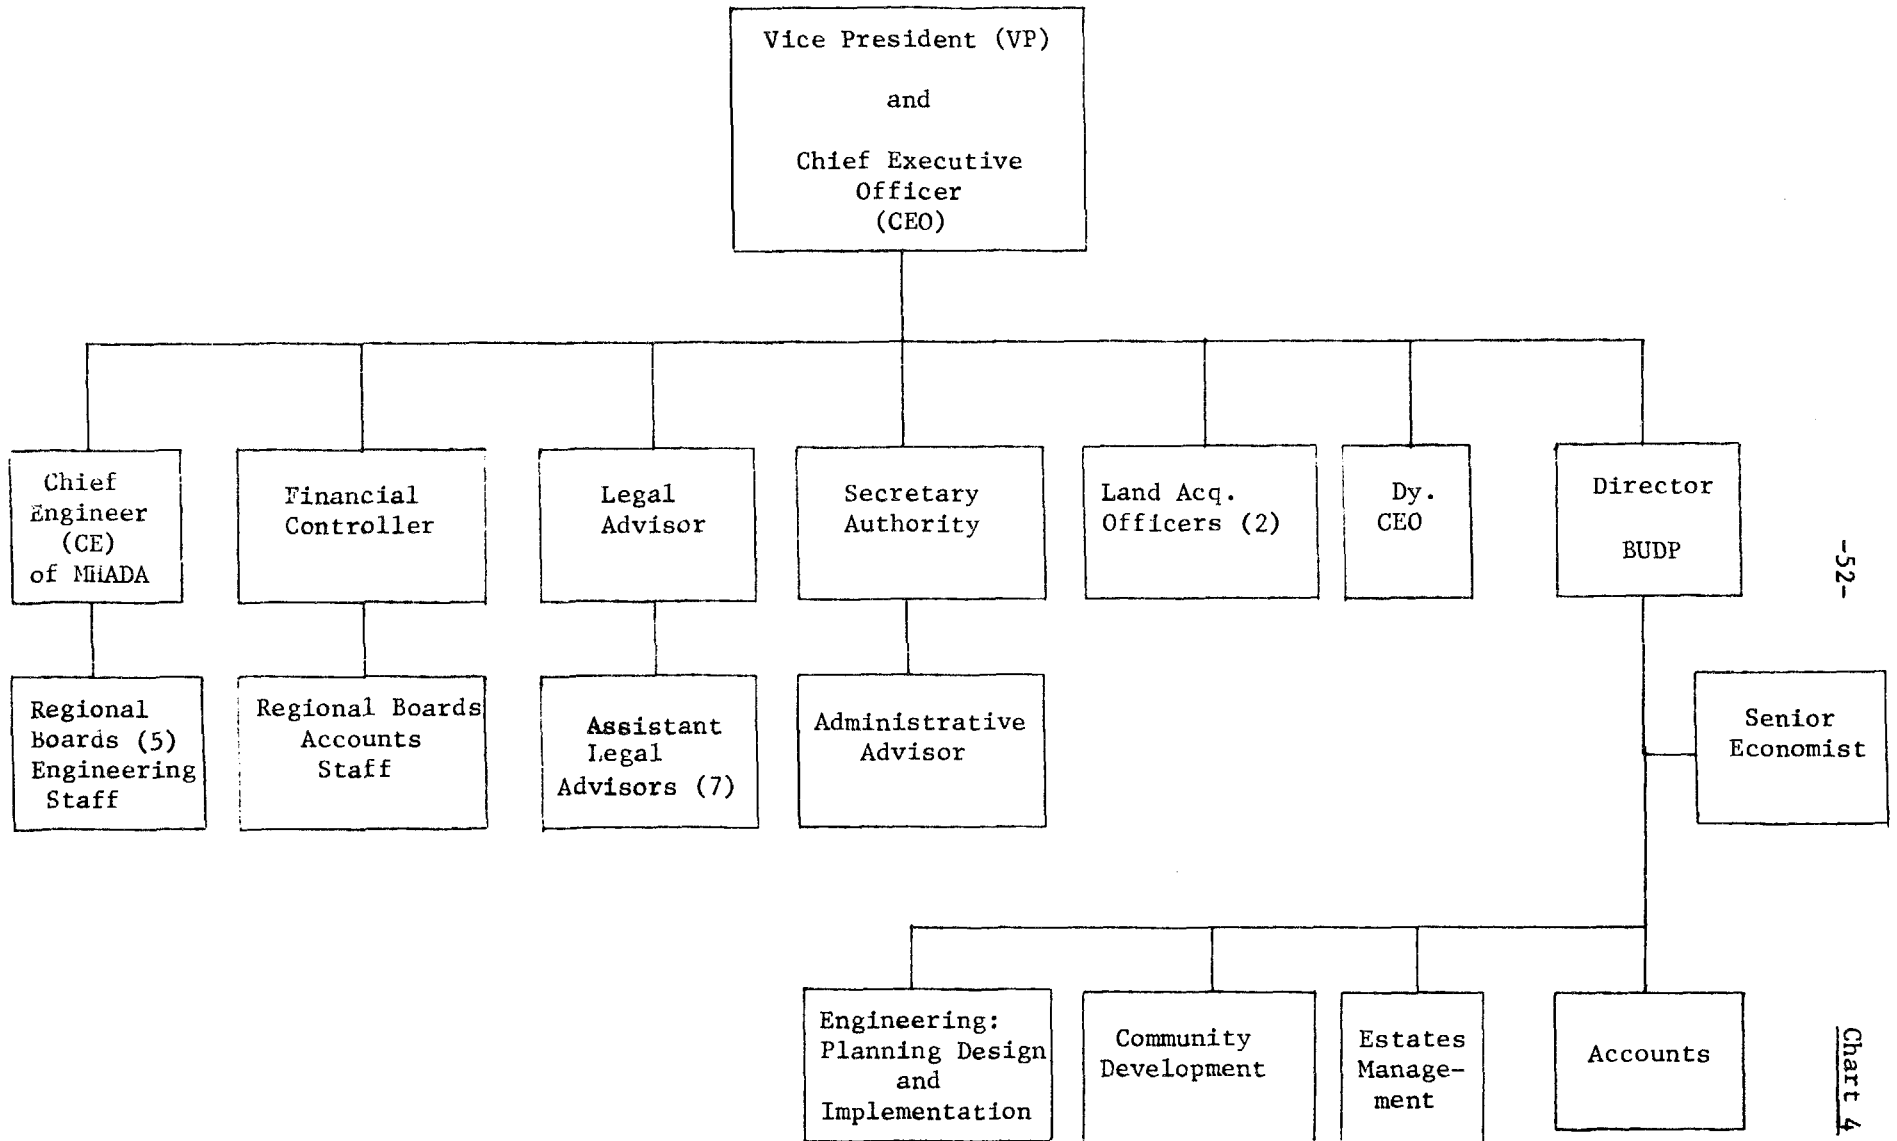 Vice President (VP)
and
Chief Executive
Officer
(CEO)
Chief
Engineer
(CE)
of MHADA
Financial
Controller
Legal
Advisor
Secretary
Authority
Land Acq.
Officers (2)
Dy.
CEO
Director
BUDP
Regional
Boards (5)
Engineering
Staff
Regional Boards
Accounts
Staff
Assistant
Legal
Advisors (7)
Administrative
Advisor
Senior
Economist
Engineering:
Planning Design
and
Implementation
Community
Development
Estates
Manage-
ment
Accounts
-52-
Chart 4